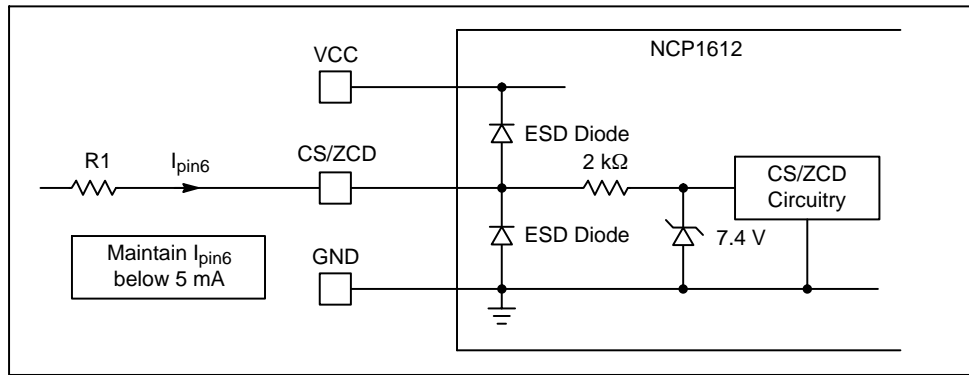 NCP1612
VCC
ESD Diode
R1
Ipin6
CS/ZCD
2 kΩ
CS/ZCD
Circuitry
ESD Diode
7.4 V
Maintain Ipin6
below 5 mA
GND